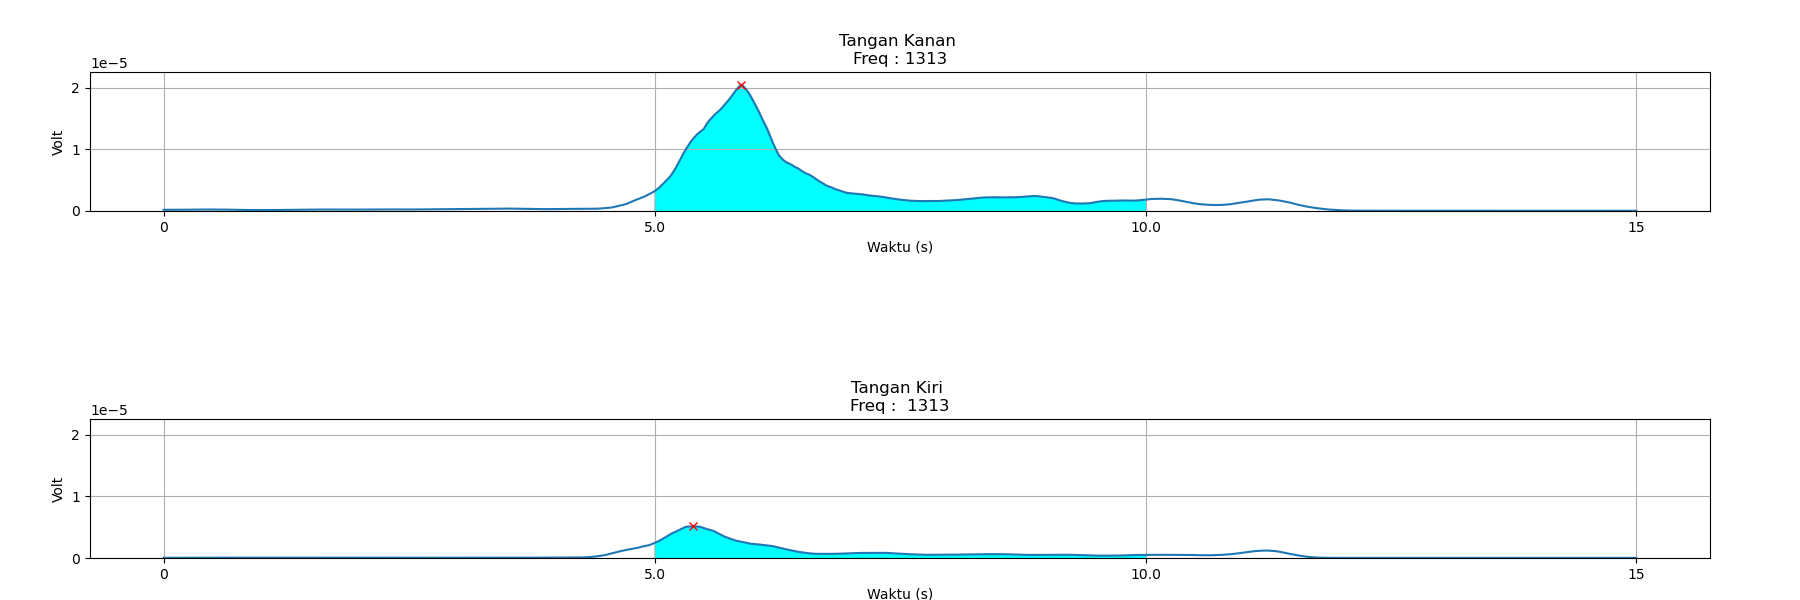 Tangan Kanan
Freq : 1313
1e−5
2
1
0
Volt
0 5.0 10.0 15
Waktu (s)
Tangan Kiri
Freq :  1313
1e−5
2
1
0
Volt
0 5.0 10.0 15
Waktu (s)